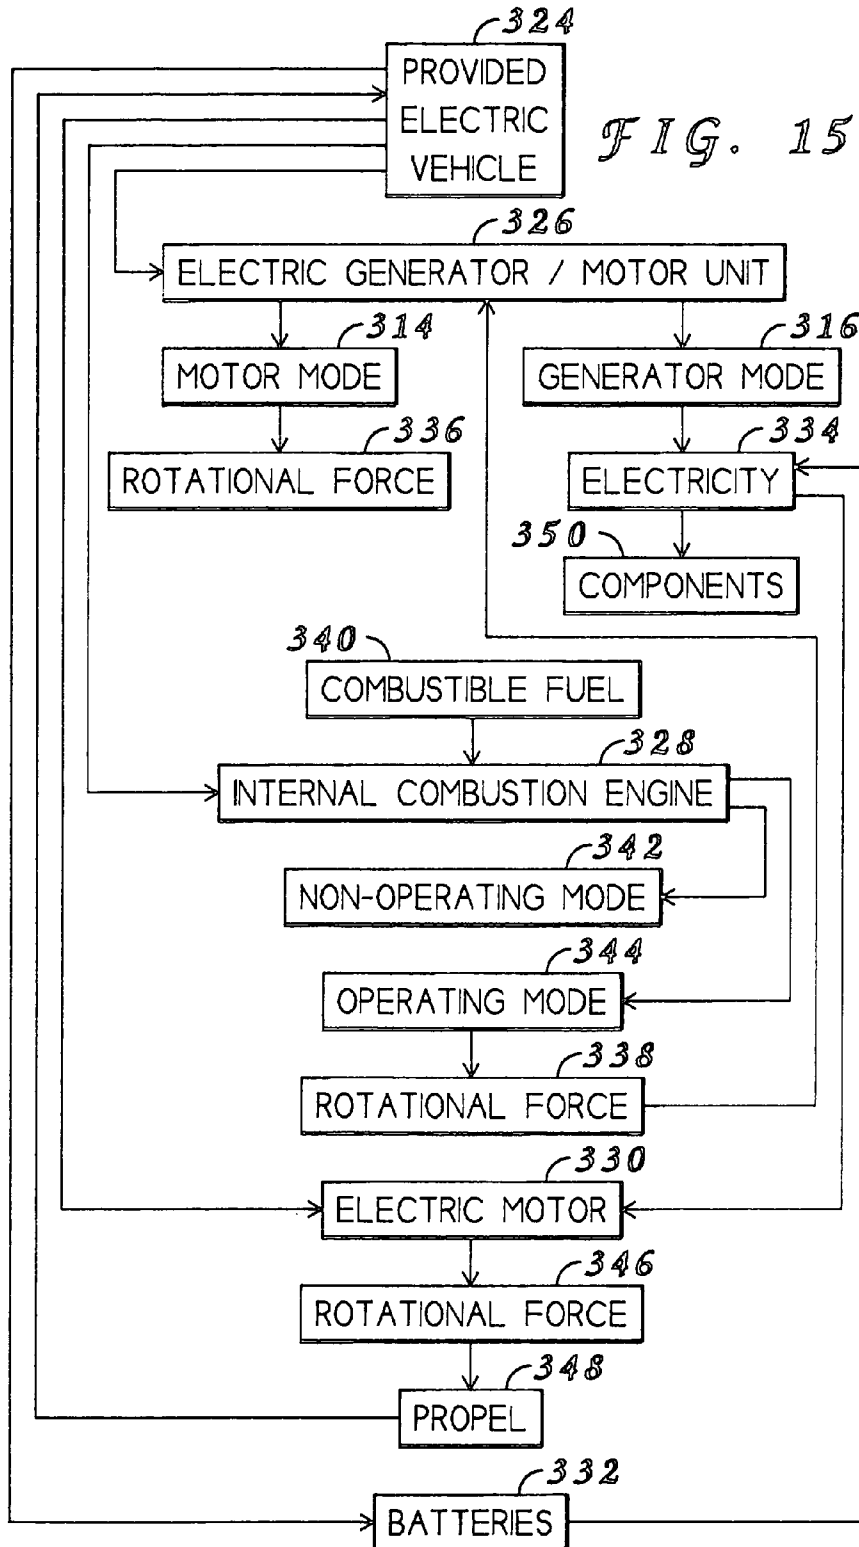 324
PROVIDED
ELECTRIC
VEHICLE
FIG. 15
326
ELECTRIC GENERATOR / MOTOR UNIT
314
MOTOR MODE
316
GENERATOR MODE
336
ROTATIONAL FORCE
334
ELECTRICITY
350
COMPONENTS
340
COMBUSTIBLE FUEL
328
INTERNAL COMBUSTION ENGINE
342
NON-OPERATING MODE
344
OPERATING MODE
338
ROTATIONAL FORCE
330
ELECTRIC MOTOR
346
ROTATIONAL FORCE
348
PROPEL
332
BATTERIES